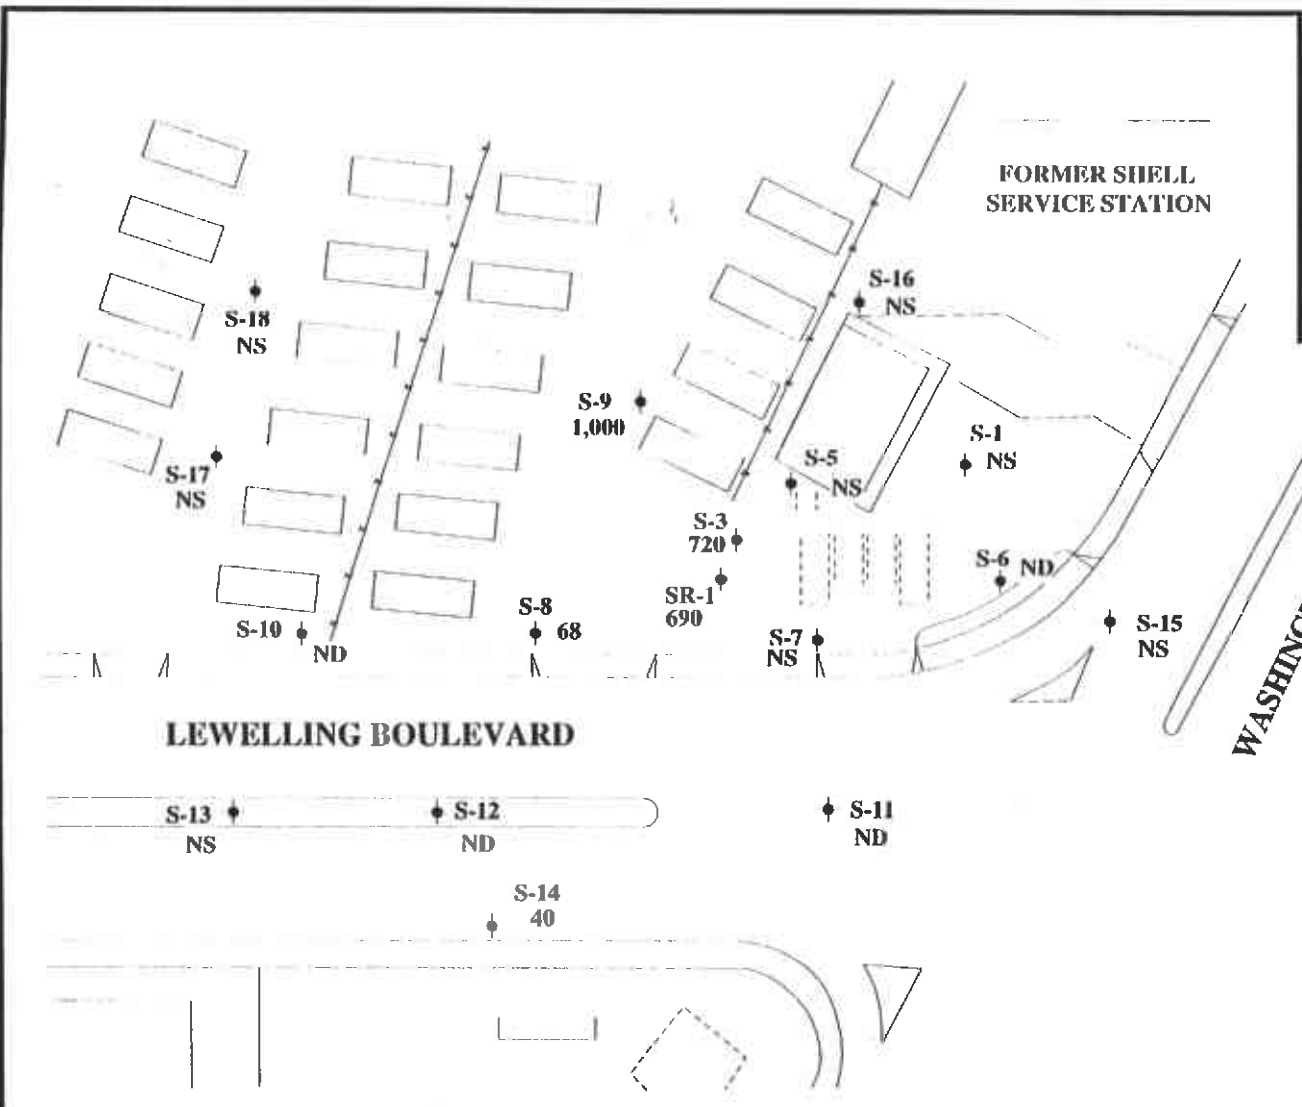 FORMER SHELL
SERVICE STATION
S-16
NS
S-18
NS
S-9
1,000
S-1
NS
S-5
NS
S-17
NS
S-3
720
S-6
ND
SR-1
690
S-8
68
S-10
ND
S-7
NS
S-15
NS
LEWELLING BOULEVARD
S-13
NS
S-12
ND
S-11
ND
S-14
40